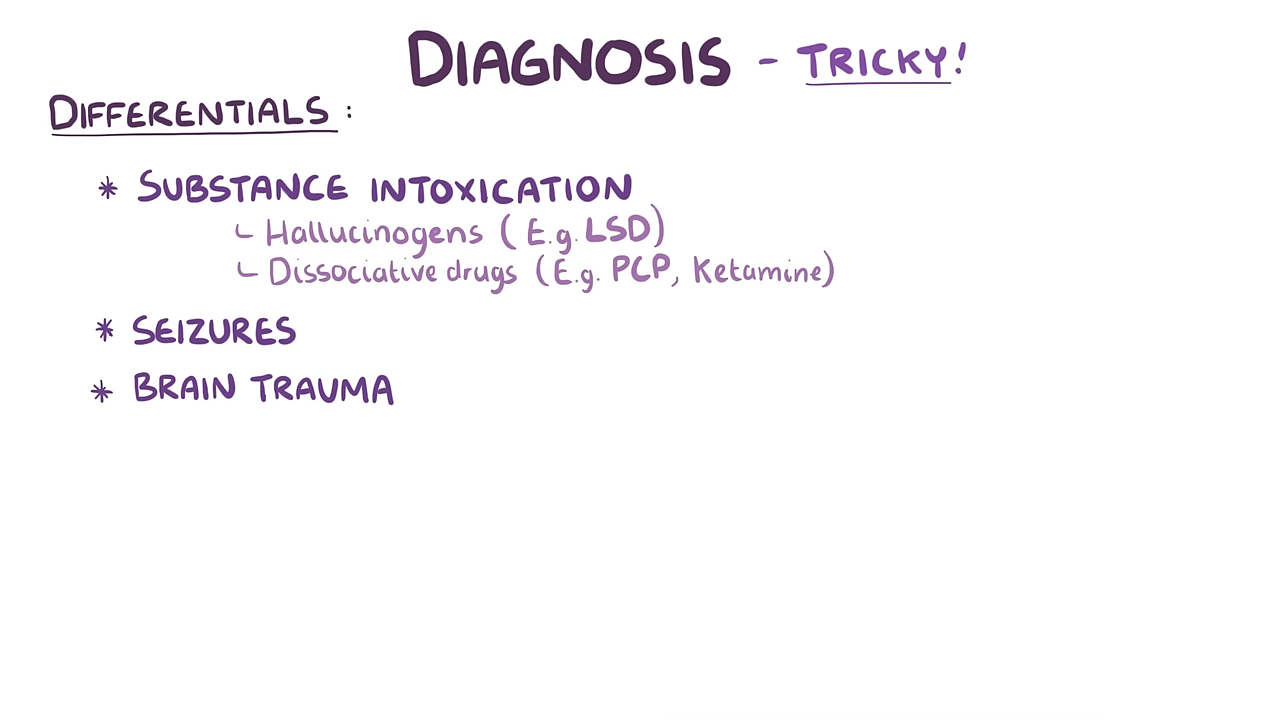 DIAGNOSIS - TRICKY!
DIFFERENTIALS :
* SUBSTANCE INTOXICATION
└ Hallucinogens (E.g. LSD)
└ Dissociative drugs (E.g. PCP, Ketamine)
* SEIZURES
* BRAIN TRAUMA